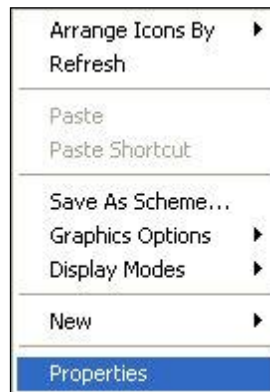 Arrange Icons By
Refresh
Paste
Paste Shortcut
Save As Scheme...
Graphics Options
Display Modes
New
Properties